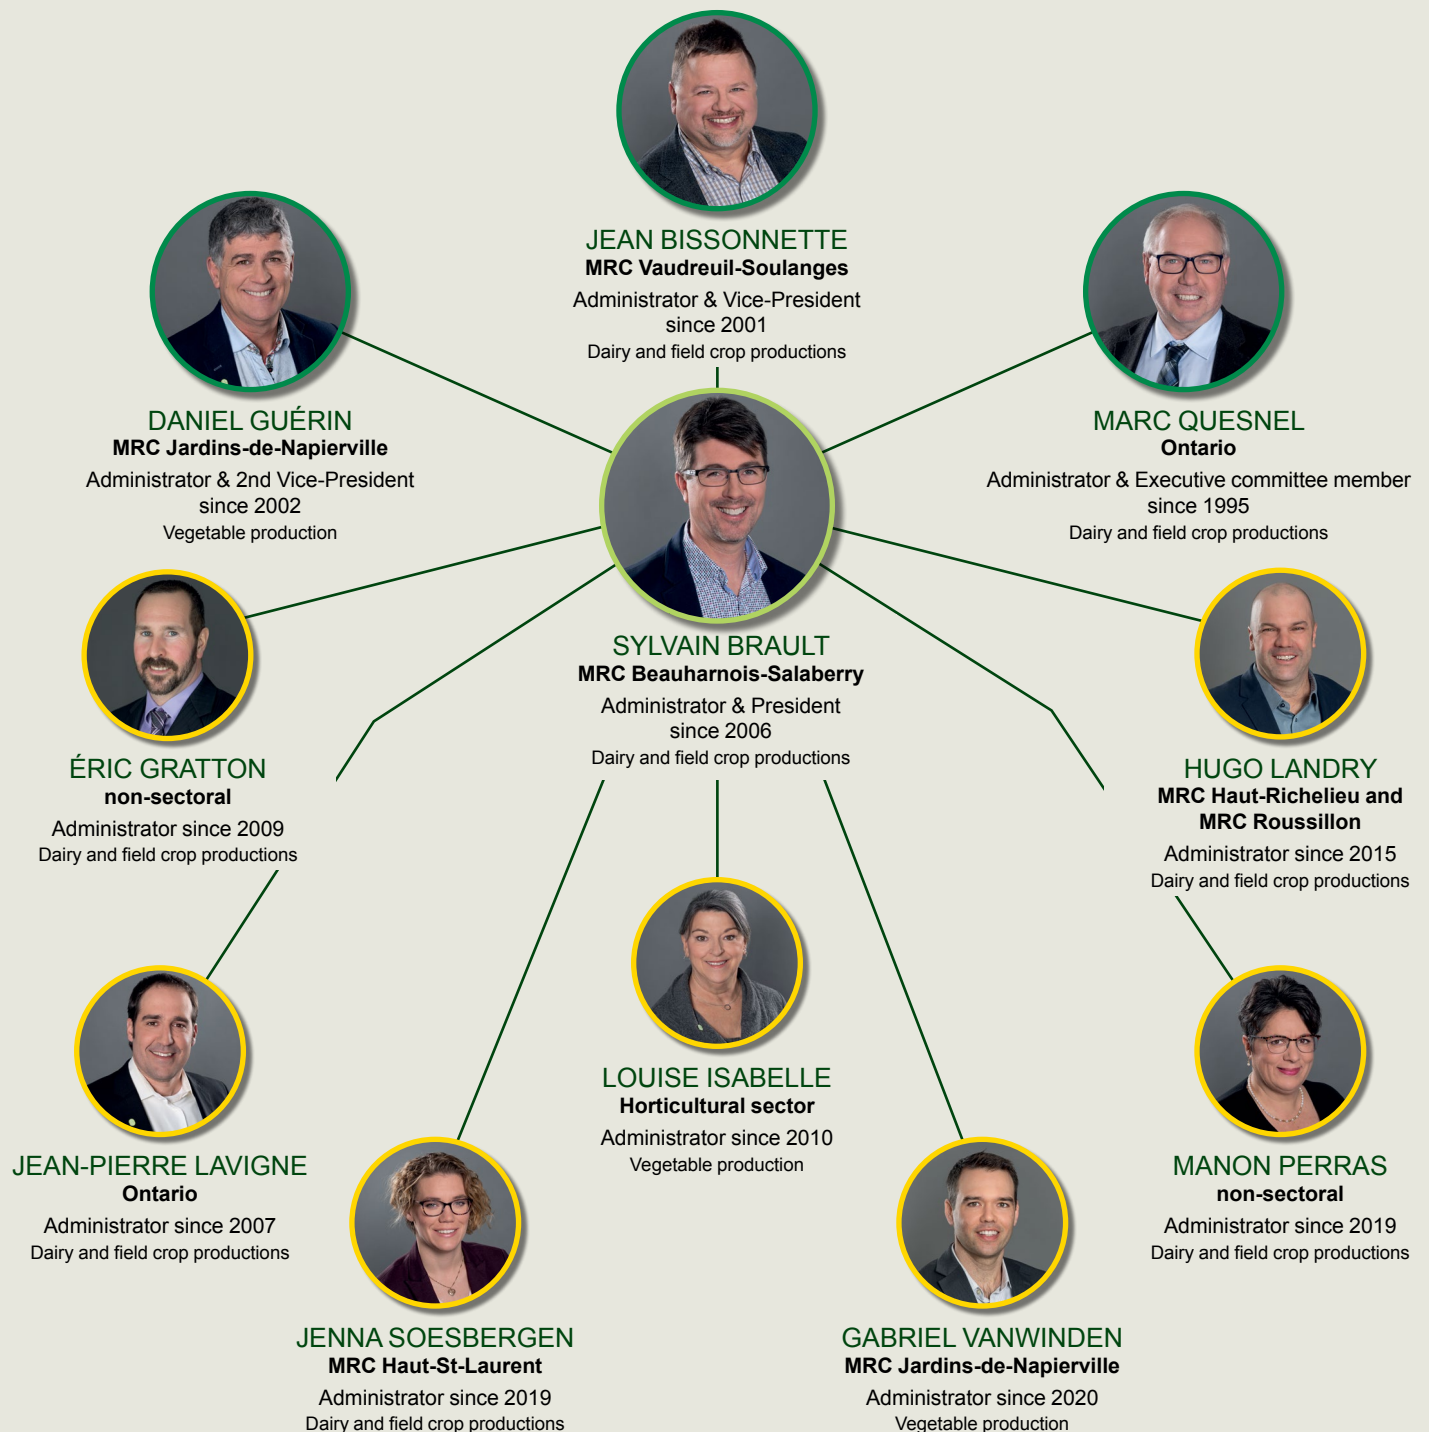 JEAN BISSONNETTE
MRC Vaudreuil-Soulanges
Administrator & Vice-President
since 2001
Dairy and field crop productions
DANIEL GUÉRIN
MRC Jardins-de-Napierville
Administrator & 2nd Vice-President
since 2002
Vegetable production
MARC QUESNEL
Ontario
Administrator & Executive committee member
since 1995
Dairy and field crop productions
SYLVAIN BRAULT
MRC Beauharnois-Salaberry
Administrator & President
since 2006
Dairy and field crop productions
ÉRIC GRATTON
non-sectoral
Administrator since 2009
Dairy and field crop productions
HUGO LANDRY
MRC Haut-Richelieu and
MRC Roussillon
Administrator since 2015
Dairy and field crop productions
LOUISE ISABELLE
Horticultural sector
Administrator since 2010
Vegetable production
JEAN-PIERRE LAVIGNE
Ontario
Administrator since 2007
Dairy and field crop productions
MANON PERRAS
non-sectoral
Administrator since 2019
Dairy and field crop productions
JENNA SOESBERGEN
MRC Haut-St-Laurent
Administrator since 2019
Dairy and field crop productions
GABRIEL VANWINDEN
MRC Jardins-de-Napierville
Administrator since 2020
Vegetable production